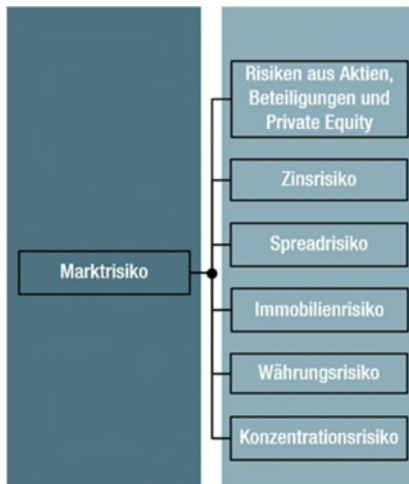 Marktrisiko
Risiken aus Aktien,
Beteiligungen und
Private Equity
Zinsrisiko
Spreadrisiko
Immobilienrisiko
Währungsrisiko
Konzentrationsrisiko